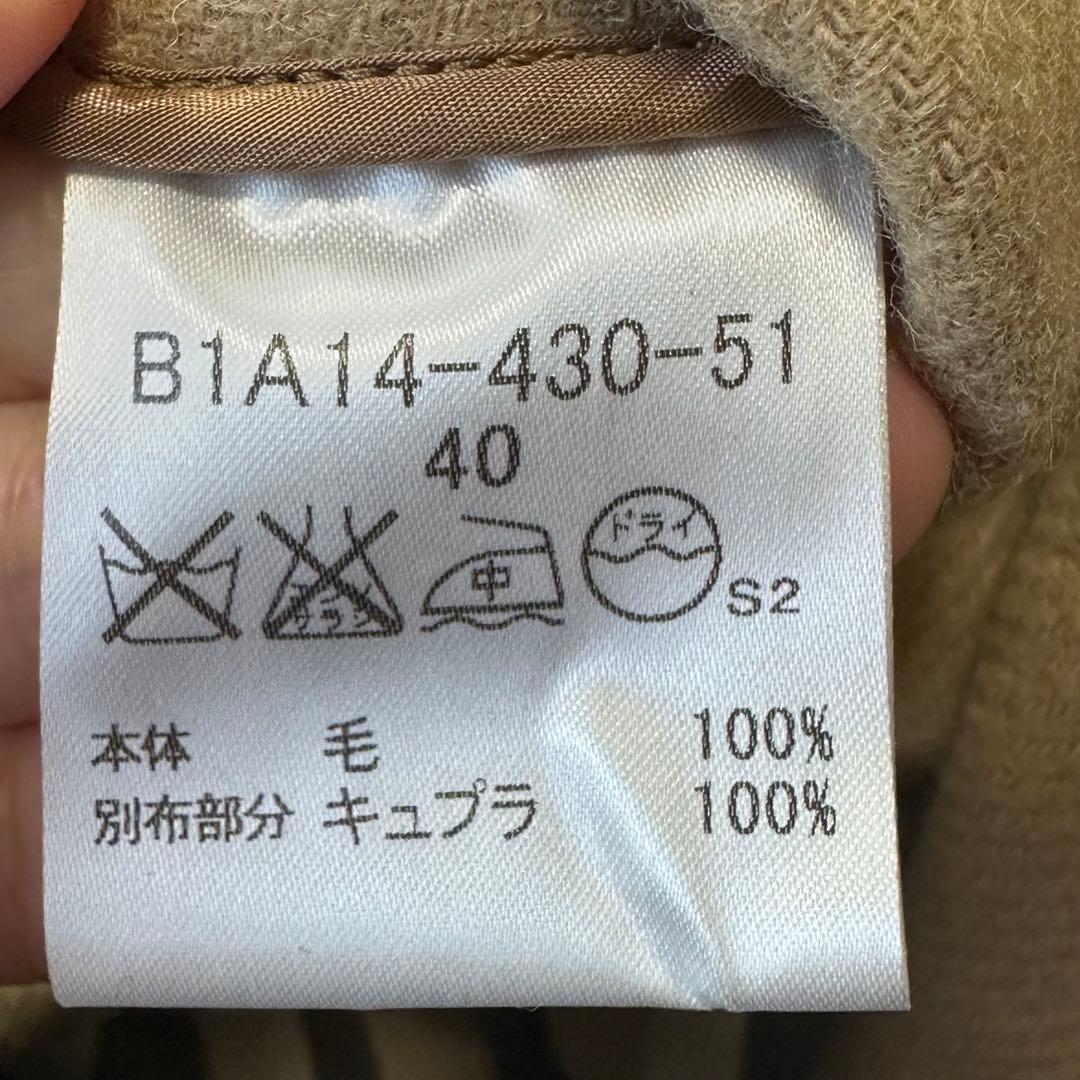 B1A14-430-51
40
中 ドライ S2
本体 毛 100%
別布部分 キュプラ 100%